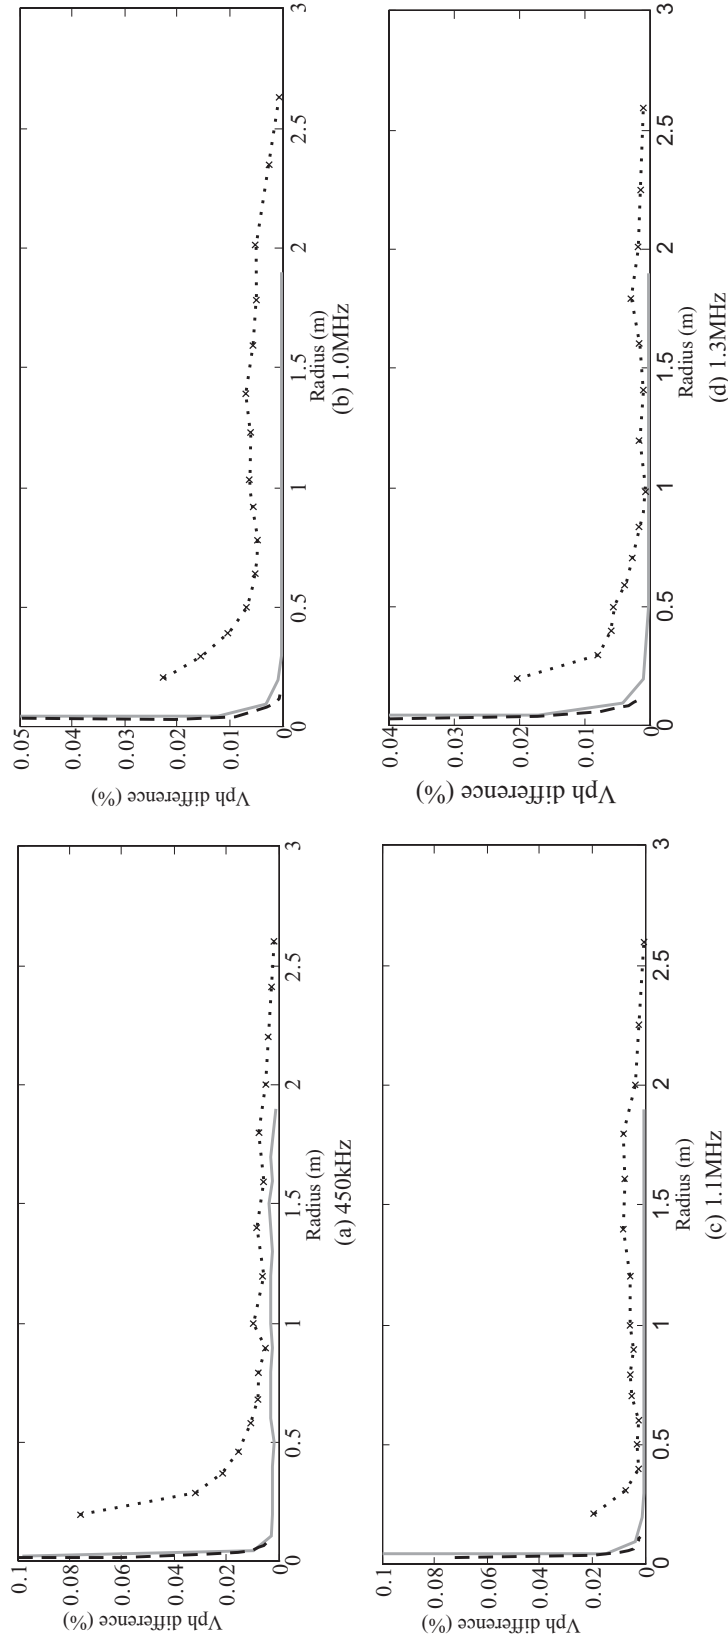 0.1
0.08
0.06
0.04
0.02
0
Vph difference (%)
0 0.5 1 1.5 2 2.5 3
Radius (m)
(a) 450kHz
0.05
0.04
0.03
0.02
0.01
0
Vph difference (%)
0 0.5 1 1.5 2 2.5 3
Radius (m)
(b) 1.0MHz
0.1
0.08
0.06
0.04
0.02
0
Vph difference (%)
0 0.5 1 1.5 2 2.5 3
Radius (m)
(c) 1.1MHz
0.04
0.03
0.02
0.01
0
Vph difference (%)
0 0.5 1 1.5 2 2.5 3
Radius (m)
(d) 1.3MHz